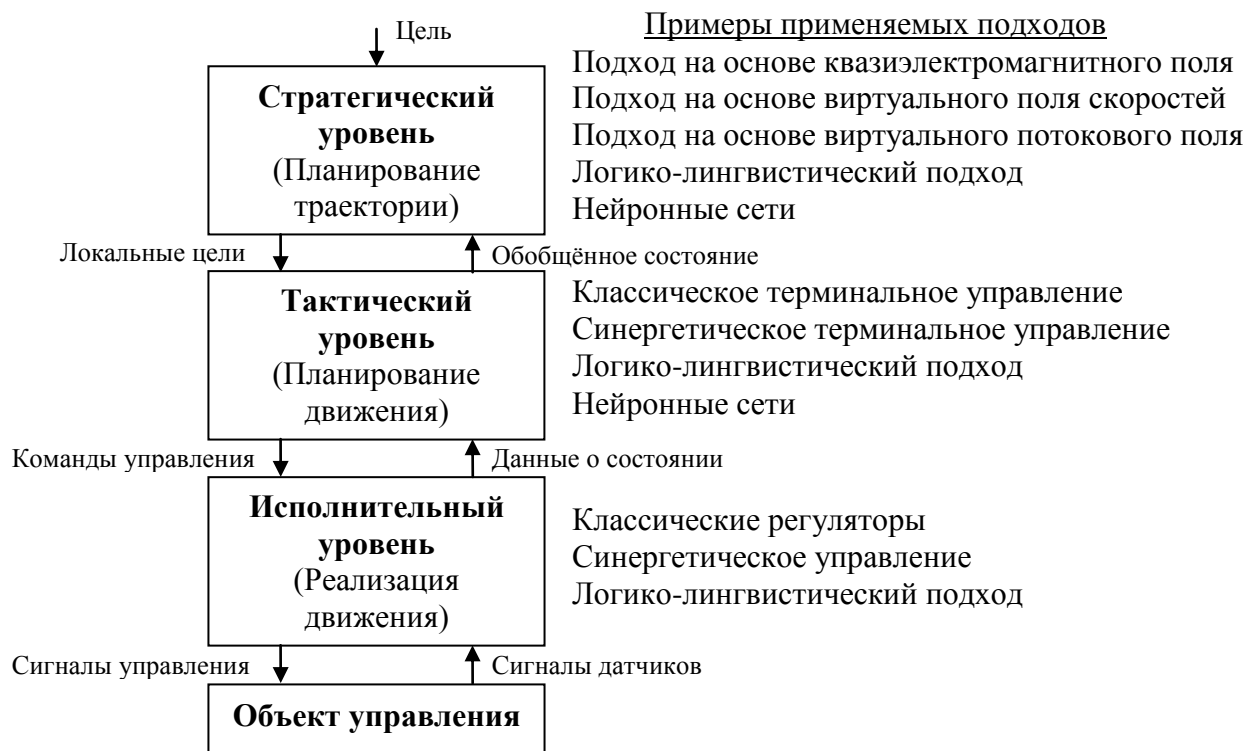 Цель
Примеры применяемых подходов
Стратегический
уровень
(Планирование
траектории)
Подход на основе квазиэлектромагнитного поля
Подход на основе виртуального поля скоростей
Подход на основе виртуального потокового поля
Логико-лингвистический подход
Нейронные сети
Локальные цели
Обобщённое состояние
Тактический
уровень
(Планирование
движения)
Классическое терминальное управление
Синергетическое терминальное управление
Логико-лингвистический подход
Нейронные сети
Команды управления
Данные о состоянии
Исполнительный
уровень
(Реализация
движения)
Классические регуляторы
Синергетическое управление
Логико-лингвистический подход
Сигналы управления
Сигналы датчиков
Объект управления